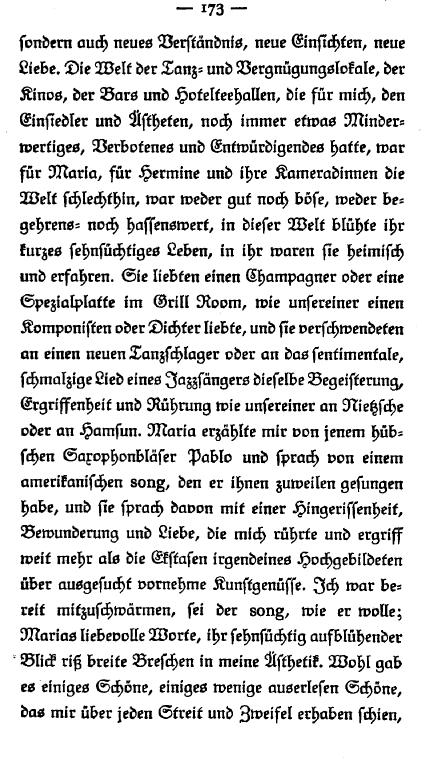 — 173 —
sondern auch neues Verständnis, neue Einsichten, neue
Liebe. Die Welt der Tanz- und Vergnügungslokale, der
Kinos, der Bars und Hotelteehallen, die für mich, den
Einsiedler und Ästheten, noch immer etwas Minder-
wertiges, Verbotenes und Entwürdigendes hatte, war
für Maria, für Hermine und ihre Kameradinnen die
Welt schlechthin, war weder gut noch böse, weder be-
gehrens- noch hassenswert, in dieser Welt blühte ihr
kurzes sehnsüchtiges Leben, in ihr waren sie heimisch
und erfahren. Sie liebten einen Champagner oder eine
Spezialplatte im Grill Room, wie unsereiner einen
Komponisten oder Dichter liebte, und sie verschwendeten
an einen neuen Tanzschlager oder an das sentimentale,
schmalzige Lied eines Jazzsängers dieselbe Begeisterung,
Ergriffenheit und Rührung wie unsereiner an Nietzsche
oder an Hamsun. Maria erzählte mir von jenem hüb-
schen Saxophonbläser Pablo und sprach von einem
amerikanischen song, den er ihnen zuweilen gesungen
habe, und sie sprach davon mit einer Hingerissenheit,
Bewunderung und Liebe, die mich rührte und ergriff
weit mehr als die Ekstasen irgendeines Hochgebildeten
über ausgesucht vornehme Kunstgenüsse. Ich war be-
reit mitzuschwärmen, sei der song, wie er wolle;
Marias liebevolle Worte, ihr sehnsüchtig aufblühender
Blick riß breite Breschen in meine Ästhetik. Wohl gab
es einiges Schöne, einiges wenige auserlesen Schöne,
das mir über jeden Streit und Zweifel erhaben schien,